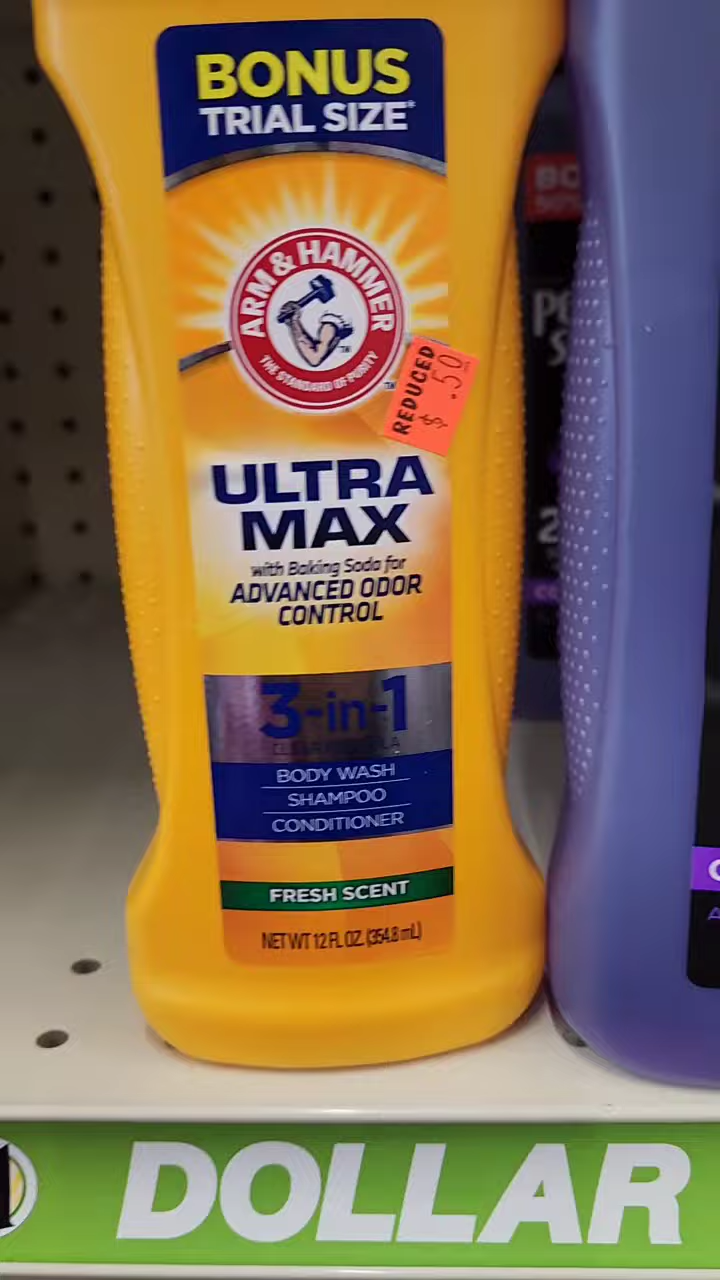 BONUS
TRIAL SIZE*
ARM & HAMMER
THE STANDARD OF PURITY
TM
TM
REDUCED
$ .50
ULTRA
MAX
with Baking Soda for
ADVANCED ODOR
CONTROL
3-in-1
BODY WASH
SHAMPOO
CONDITIONER
FRESH SCENT
NET WT 12 FL OZ. (354.8 mL)
DOLLAR